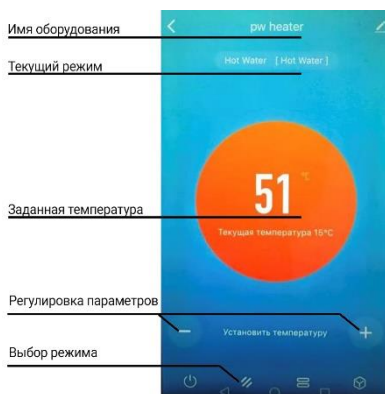 Имя оборудования
pw heater
Текущий режим
Hot Water [ Hot Water ]
51 °C
Заданная температура
Текущая температура 15°C
Регулировка параметров
− Установить температуру +
Выбор режима